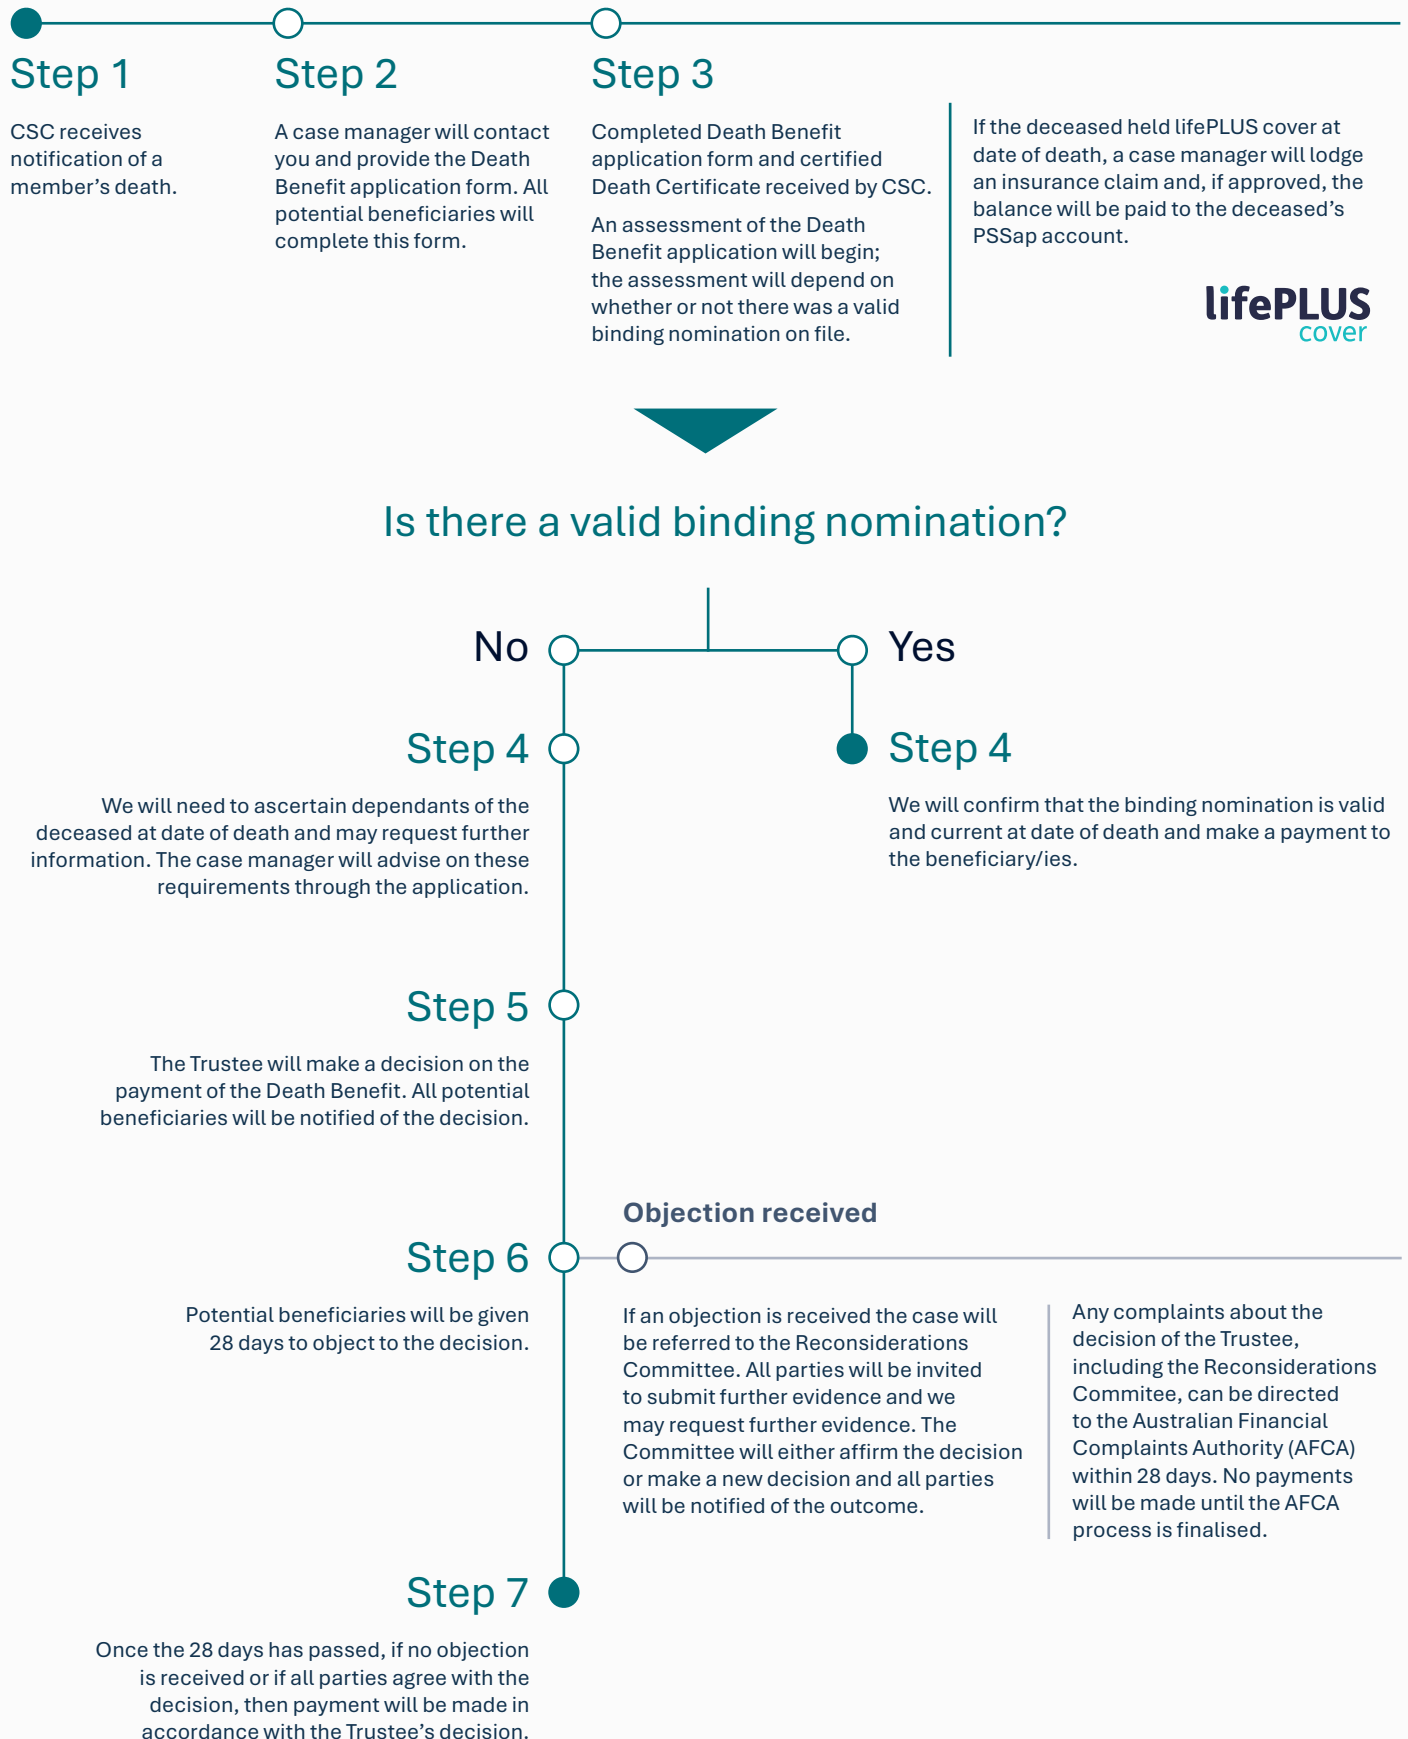 Step 1
CSC receives
notification of a
member's death.
Step 2
A case manager will contact
you and provide the Death
Benefit application form. All
potential beneficiaries will
complete this form.
Step 3
Completed Death Benefit
application form and certified
Death Certificate received by CSC.
An assessment of the Death
Benefit application will begin;
the assessment will depend on
whether or not there was a valid
binding nomination on file.
If the deceased held lifePLUS cover at
date of death, a case manager will lodge
an insurance claim and, if approved, the
balance will be paid to the deceased's
PSSap account.
lifePLUS
cover
Is there a valid binding nomination?
No
Yes
Step 4
We will need to ascertain dependants of the
deceased at date of death and may request further
information. The case manager will advise on these
requirements through the application.
Step 4
We will confirm that the binding nomination is valid
and current at date of death and make a payment to
the beneficiary/ies.
Step 5
The Trustee will make a decision on the
payment of the Death Benefit. All potential
beneficiaries will be notified of the decision.
Step 6
Potential beneficiaries will be given
28 days to object to the decision.
Objection received
If an objection is received the case will
be referred to the Reconsiderations
Committee. All parties will be invited
to submit further evidence and we
may request further evidence. The
Committee will either affirm the decision
or make a new decision and all parties
will be notified of the outcome.
Any complaints about the
decision of the Trustee,
including the Reconsiderations
Commitee, can be directed
to the Australian Financial
Complaints Authority (AFCA)
within 28 days. No payments
will be made until the AFCA
process is finalised.
Step 7
Once the 28 days has passed, if no objection
is received or if all parties agree with the
decision, then payment will be made in
accordance with the Trustee's decision.